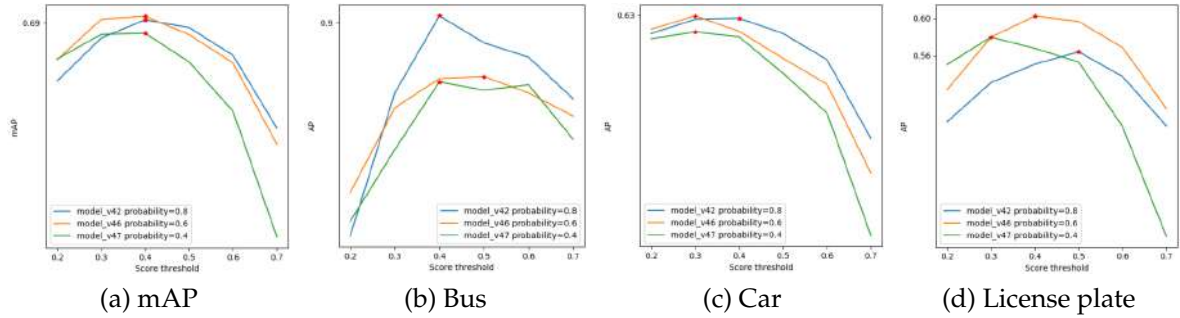 0.69
mAP
model_v42 probability=0.8
model_v46 probability=0.6
model_v47 probability=0.4
0.2 0.3 0.4 0.5 0.6 0.7
Score threshold
(a) mAP
0.9
AP
model_v42 probability=0.8
model_v46 probability=0.6
model_v47 probability=0.4
0.2 0.3 0.4 0.5 0.6 0.7
Score threshold
(b) Bus
0.63
AP
model_v42 probability=0.8
model_v46 probability=0.6
model_v47 probability=0.4
0.2 0.3 0.4 0.5 0.6 0.7
Score threshold
(c) Car
0.60
0.56
AP
model_v42 probability=0.8
model_v46 probability=0.6
model_v47 probability=0.4
0.2 0.3 0.4 0.5 0.6 0.7
Score threshold
(d) License plate